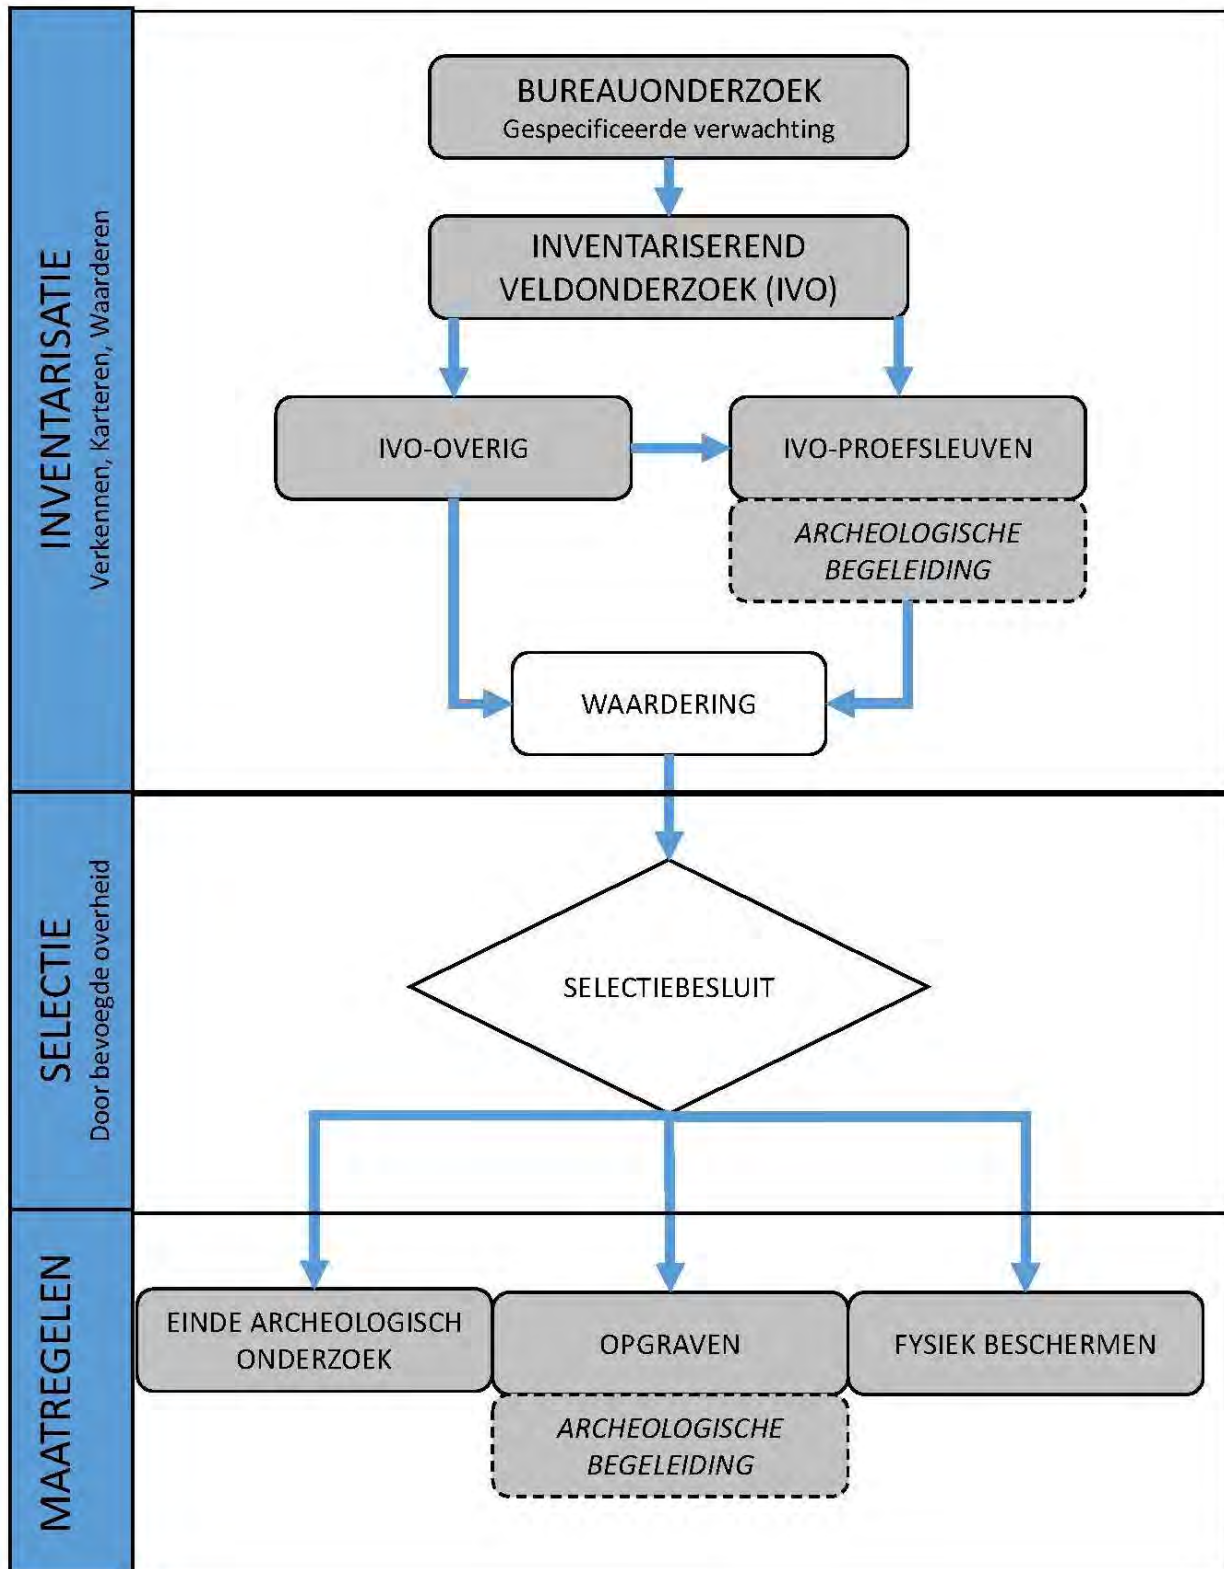 INVENTARISATIE
Verkennen, Karteren, Waarderen
BUREAUONDERZOEK
Gespecificeerde verwachting
INVENTARISEREND
VELDONDERZOEK (IVO)
IVO-OVERIG
IVO-PROEFSLEUVEN
ARCHEOLOGISCHE
BEGELEIDING
WAARDERING
SELECTIE
Door bevoegde overheid
SELECTIEBESLUIT
MAATREGELEN
EINDE ARCHEOLOGISCH
ONDERZOEK
OPGRAVEN
ARCHEOLOGISCHE
BEGELEIDING
FYSIEK BESCHERMEN